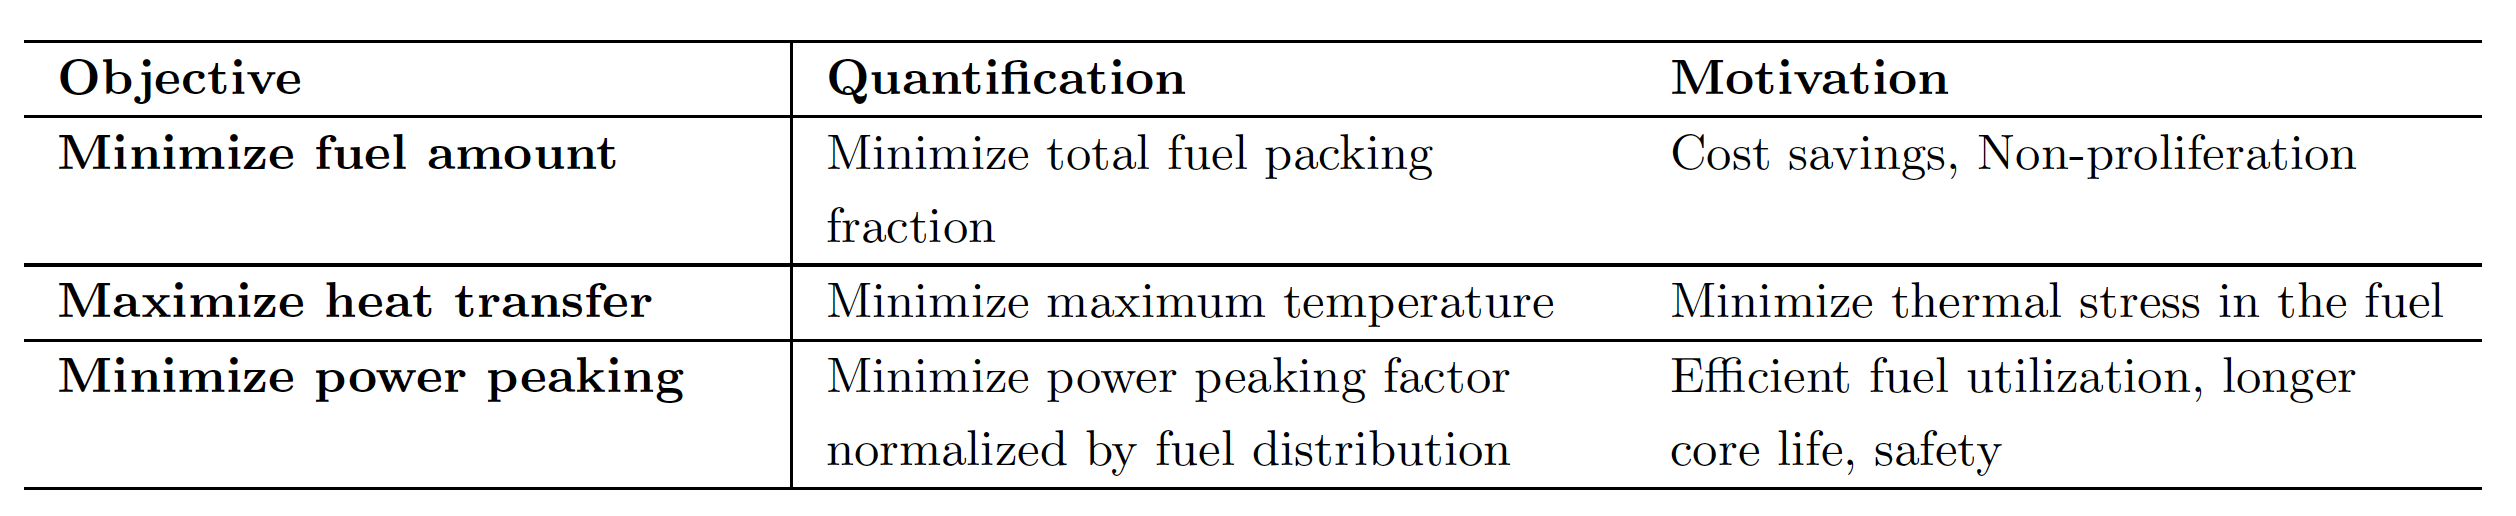 Objective Quantification Motivation
Minimize fuel amount Minimize total fuel packing Cost savings, Non-proliferation
fraction
Maximize heat transfer Minimize maximum temperature Minimize thermal stress in the fuel
Minimize power peaking Minimize power peaking factor Efficient fuel utilization, longer
normalized by fuel distribution core life, safety